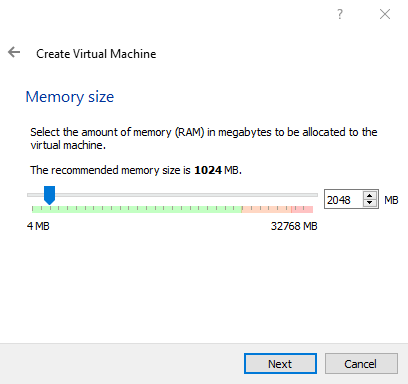 ?
Create Virtual Machine
Memory size
Select the amount of memory (RAM) in megabytes to be allocated to the
virtual machine.
The recommended memory size is 1024 MB.
2048 MB
4 MB 32768 MB
Next Cancel